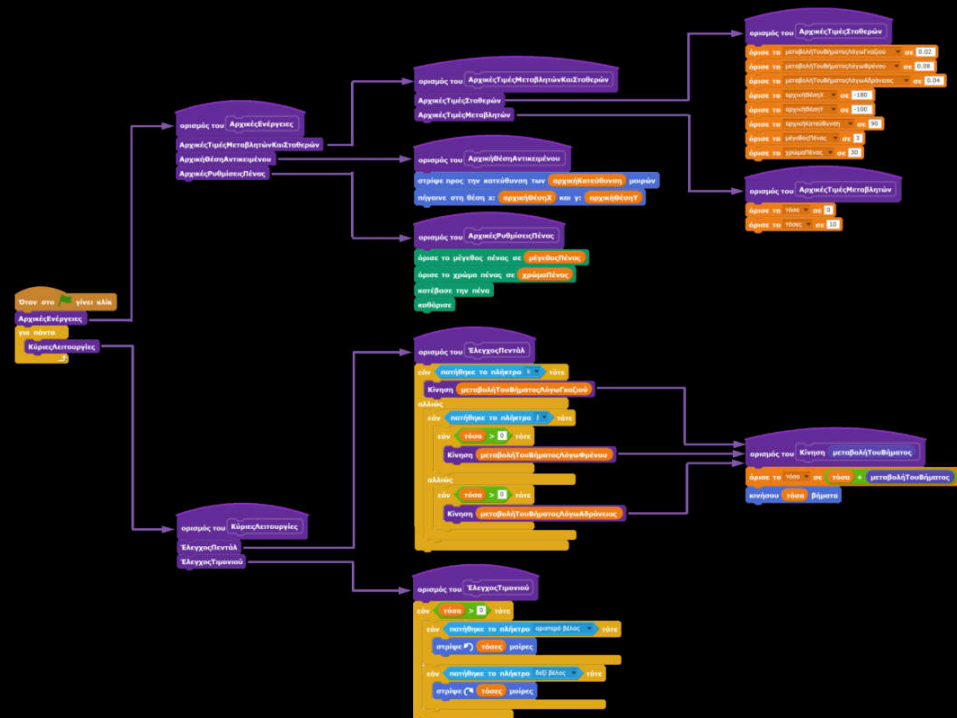 Όταν στο γίνει κλικ
ΑρχικέςΕνέργειες
για πάντα
ΚύριεςΛειτουργίες
ορισμός του ΑρχικέςΕνέργειες
ΑρχικέςΤιμέςΜεταβλητώνΚαιΣταθερών
ΑρχικήΘέσηΑντικειμένου
ΑρχικέςΡυθμίσειςΠένας
ορισμός του ΚύριεςΛειτουργίες
ΈλεγχοςΠεντάλ
ΈλεγχοςΤιμονιού
ορισμός του ΑρχικέςΤιμέςΜεταβλητώνΚαιΣταθερών
ΑρχικέςΤιμέςΣταθερών
ΑρχικέςΤιμέςΜεταβλητών
ορισμός του ΑρχικήΘέσηΑντικειμένου
στρίψε προς την κατεύθυνση των αρχικήΚατεύθυνση μοιρών
πήγαινε στη θέση x: αρχικήΘέσηX και y: αρχικήΘέσηY
ορισμός του ΑρχικέςΡυθμίσειςΠένας
όρισε το μέγεθος πένας σε μέγεθοςΠένας
όρισε το χρώμα πένας σε χρώμαΠένας
κατέβασε την πένα
καθάρισε
ορισμός του ΈλεγχοςΠεντάλ
εάν πατήθηκε το πλήκτρο k τότε
Κίνηση μεταβολήΤουΒήματοςΛόγωΓκαζιού
αλλιώς
εάν πατήθηκε το πλήκτρο τότε
εάν τόσα > 0 τότε
Κίνηση μεταβολήΤουΒήματοςΛόγωΦρένου
αλλιώς
εάν τόσα > 0 τότε
Κίνηση μεταβολήΤουΒήματοςΛόγωΑδράνειας
ορισμός του ΈλεγχοςΤιμονιού
εάν τόσα > 0 τότε
εάν πατήθηκε το πλήκτρο αριστερό βέλος τότε
στρίψε τόσες μοίρες
εάν πατήθηκε το πλήκτρο δεξί βέλος τότε
στρίψε τόσες μοίρες
ορισμός του ΑρχικέςΤιμέςΣταθερών
όρισε το μεταβολήΤουΒήματοςΛόγωΓκαζιού σε 0.02
όρισε το μεταβολήΤουΒήματοςΛόγωΦρένου σε 0.08
όρισε το μεταβολήΤουΒήματοςΛόγωΑδράνειας σε 0.04
όρισε το αρχικήΘέσηX σε -180
όρισε το αρχικήΘέσηY σε -100
όρισε το αρχικήΚατεύθυνση σε 90
όρισε το μέγεθοςΠένας σε 3
όρισε το χρώμαΠένας σε 30
ορισμός του ΑρχικέςΤιμέςΜεταβλητών
όρισε το τόσα σε 0
όρισε το τόσες σε 10
ορισμός του Κίνηση μεταβολήΤουΒήματος
όρισε το τόσα σε τόσα + μεταβολήΤουΒήματος
κινήσου τόσα βήματα